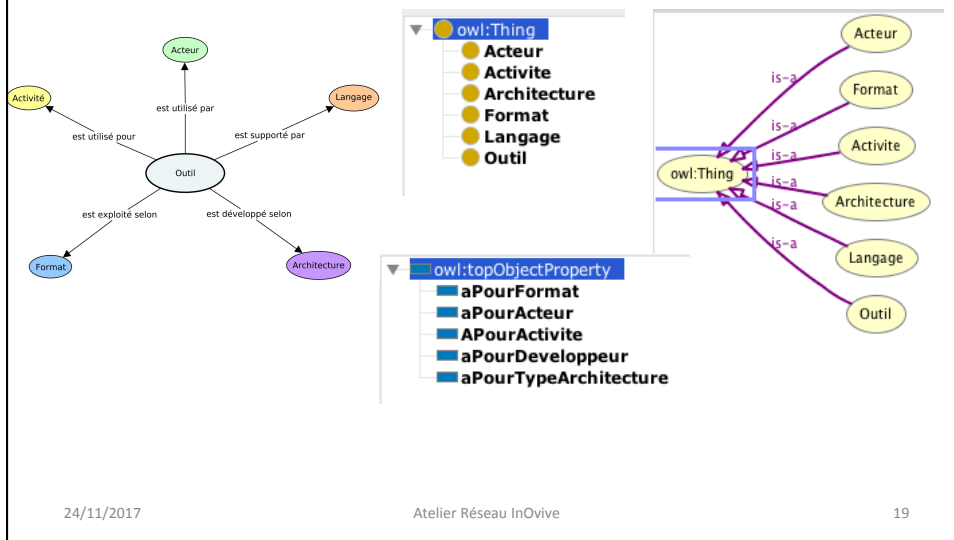 Acteur
Activité
Langage
est utilisé par
est utilisé pour
est supporté par
Outil
est exploité selon
est développé selon
Format
Architecture
owl:Thing
Acteur
Activite
Architecture
Format
Langage
Outil
owl:topObjectProperty
aPourFormat
aPourActeur
APourActivite
aPourDeveloppeur
aPourTypeArchitecture
Acteur
is-a
Format
is-a
Activite
is-a
owl:Thing
is-a
Architecture
is-a
Langage
is-a
Outil
24/11/2017
Atelier Réseau InOvive
19